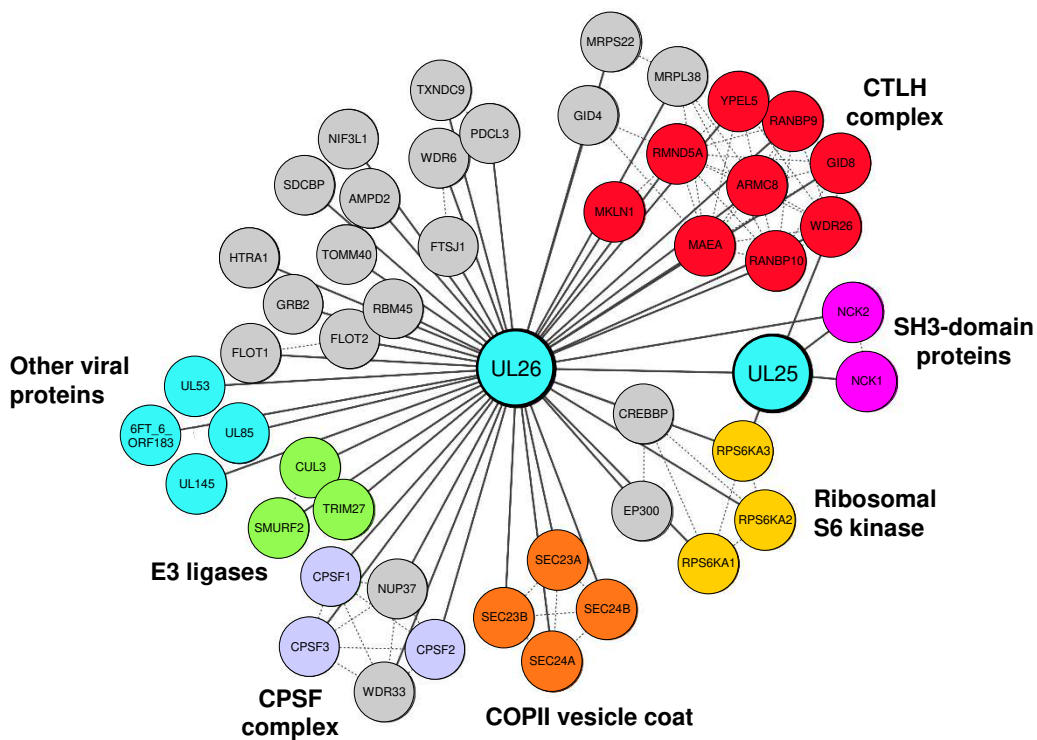 MRPS22
MRPL38
TXNDC9
YPEL5
CTLH
complex
GID4
RANBP9
PDCL3
NIF3L1
WDR6
RMND5A
GID8
SDCBP
AMPD2
ARMC8
MKLN1
WDR26
HTRA1
TOMM40
FTSJ1
MAEA
RANBP10
GRB2
RBM45
NCK2
SH3-domain
proteins
FLOT1
FLOT2
Other viral
proteins
UL26
UL25
NCK1
UL53
6FT_6_
ORF183
UL85
CREBBP
UL145
CUL3
RPS6KA3
SMURF2
TRIM27
EP300
RPS6KA2
Ribosomal
S6 kinase
E3 ligases
RPS6KA1
CPSF1
NUP37
SEC23A
SEC23B
SEC24B
CPSF3
CPSF2
SEC24A
WDR33
CPSF
complex
COPII vesicle coat